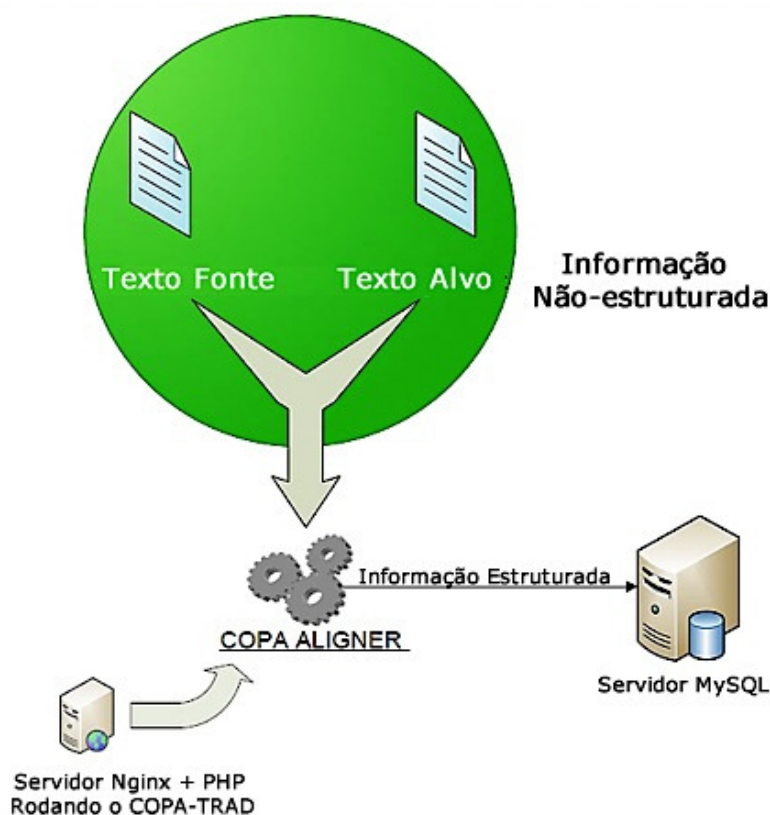 Texto Fonte
Texto Alvo
Informação
Não-estruturada
Informação Estruturada
COPA ALIGNER
Servidor MySQL
Servidor Nginx + PHP
Rodando o COPA-TRAD